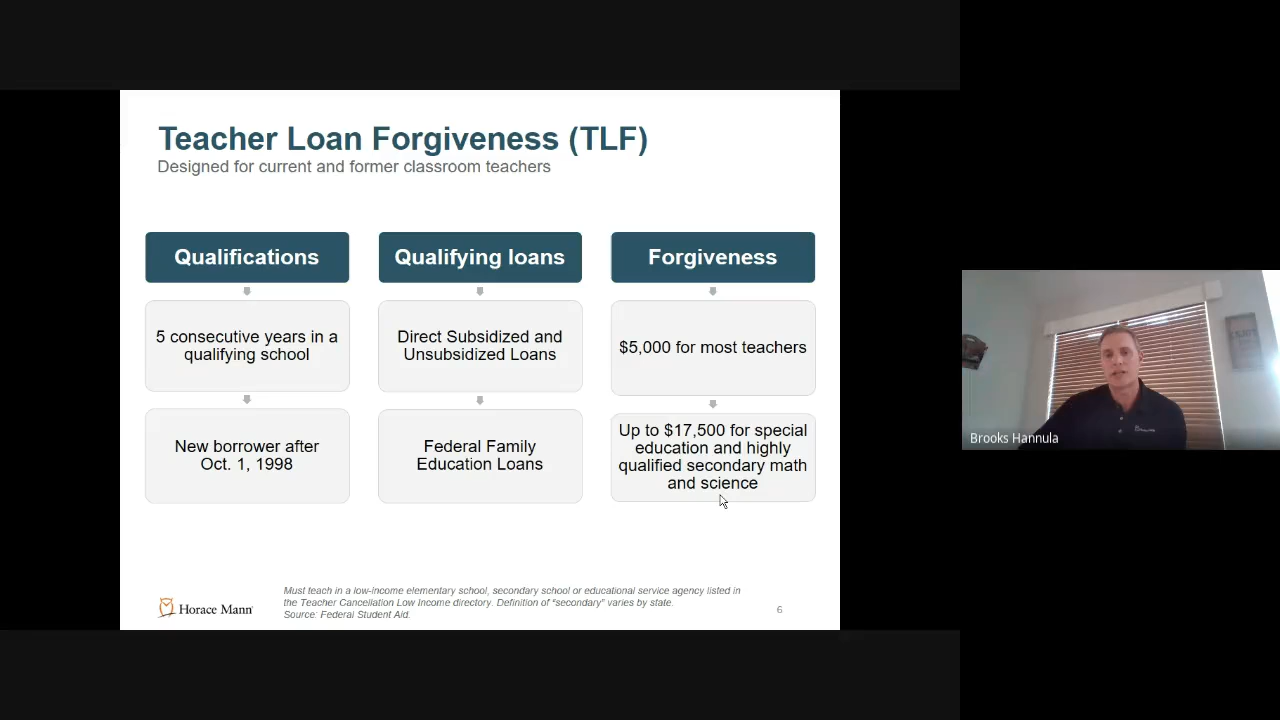 Teacher Loan Forgiveness (TLF)
Designed for current and former classroom teachers
Qualifications
5 consecutive years in a
qualifying school
New borrower after
Oct. 1, 1998
Qualifying loans
Direct Subsidized and
Unsubsidized Loans
Federal Family
Education Loans
Forgiveness
$5,000 for most teachers
Up to $17,500 for special
education and highly
qualified secondary math
and science
Must teach in a low-income elementary school, secondary school or educational service agency listed in
the Teacher Cancellation Low Income directory. Definition of “secondary” varies by state.
Source: Federal Student Aid.
Horace Mann
6
Brooks Hannula